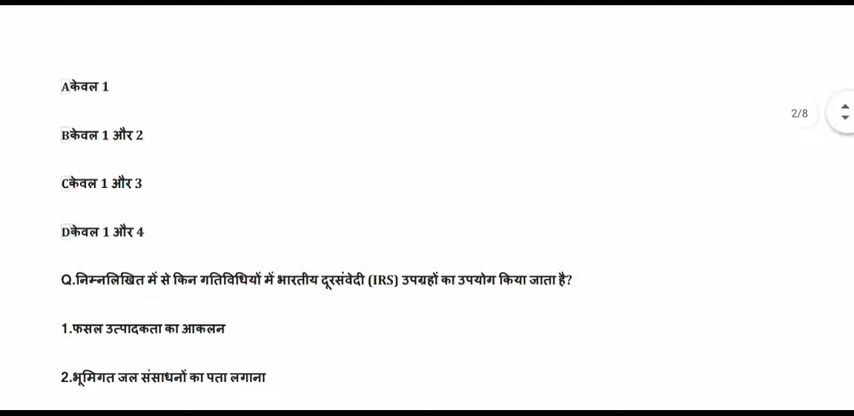 Aकेवल 1
2/8
Bकेवल 1 और 2
Cकेवल 1 और 3
Dकेवल 1 और 4
Q.निम्नलिखित में से किन गतिविधियों में भारतीय दूरसंवेदी (IRS) उपग्रहों का उपयोग किया जाता है?
1.फसल उत्पादकता का आकलन
2.भूमिगत जल संसाधनों का पता लगाना